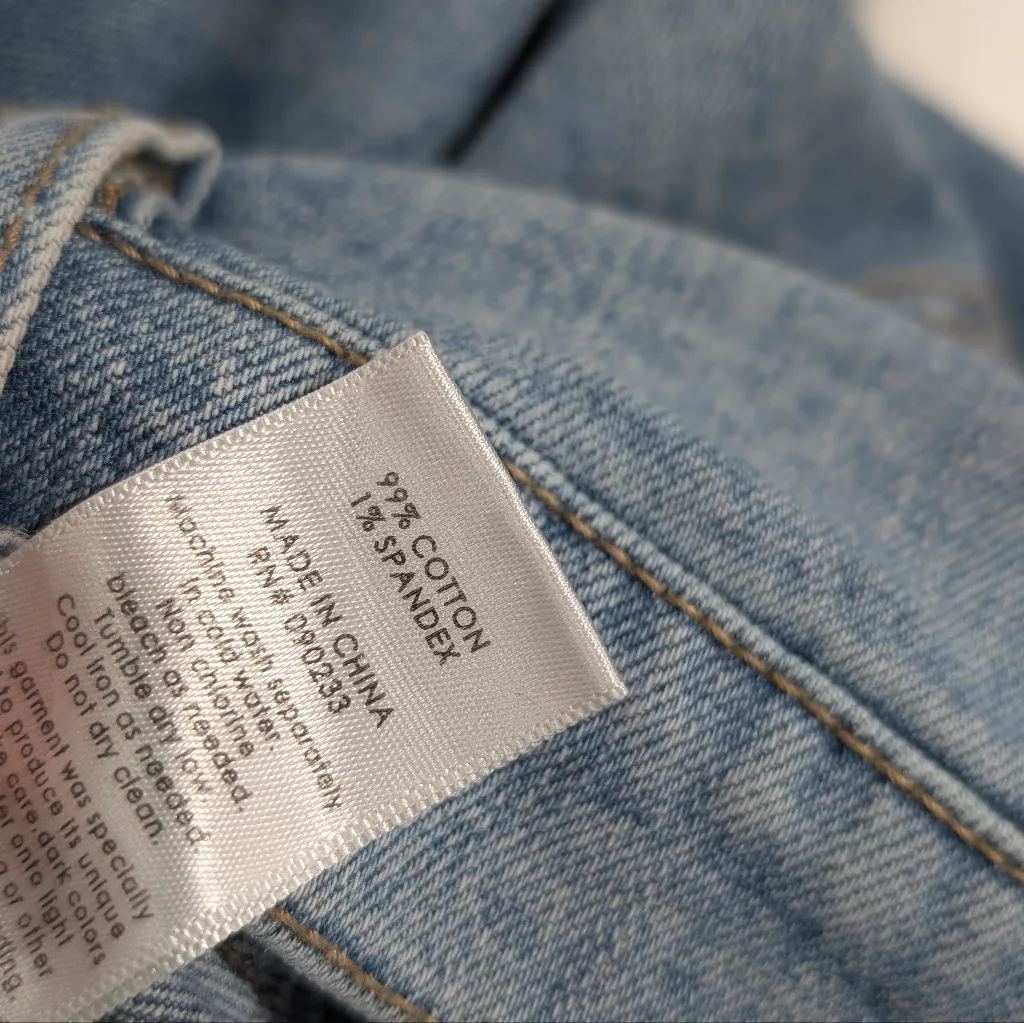 99% COTTON
1% SPANDEX
MADE IN CHINA
RN# 090233
Machine wash separately
in cold water.
Non chlorine
bleach as needed.
Tumble dry low
Cool iron as needed.
Do not dry clean.
garment was specially
to produce its unique
care, dark colors
onto light
or other